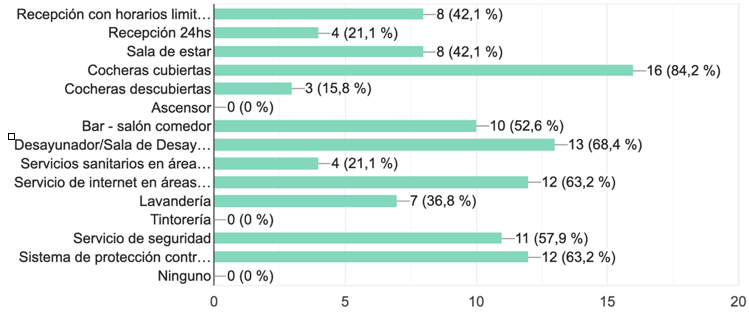 Recepción con horarios limit… 8 (42,1 %)
Recepción 24hs 4 (21,1 %)
Sala de estar 8 (42,1 %)
Cocheras cubiertas 16 (84,2 %)
Cocheras descubiertas 3 (15,8 %)
Ascensor 0 (0 %)
Bar - salón comedor 10 (52,6 %)
Desayunador/Sala de Desay… 13 (68,4 %)
Servicios sanitarios en área… 4 (21,1 %)
Servicio de internet en áreas… 12 (63,2 %)
Lavandería 7 (36,8 %)
Tintorería 0 (0 %)
Servicio de seguridad 11 (57,9 %)
Sistema de protección contr… 12 (63,2 %)
Ninguno 0 (0 %)
0 5 10 15 20